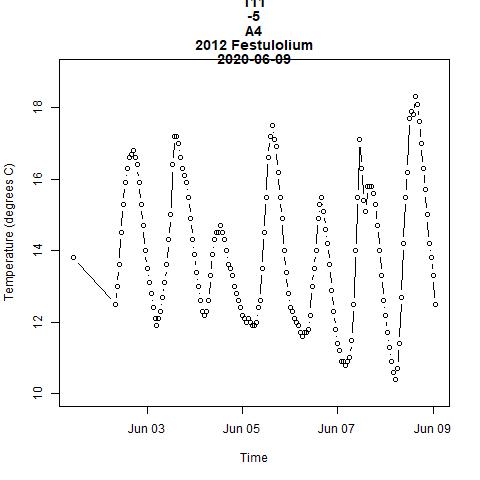 T11
-5
A4
2012 Festulolium
2020-06-09
Temperature (degrees C)
18
16
14
12
10
Jun 03
Jun 05
Jun 07
Jun 09
Time